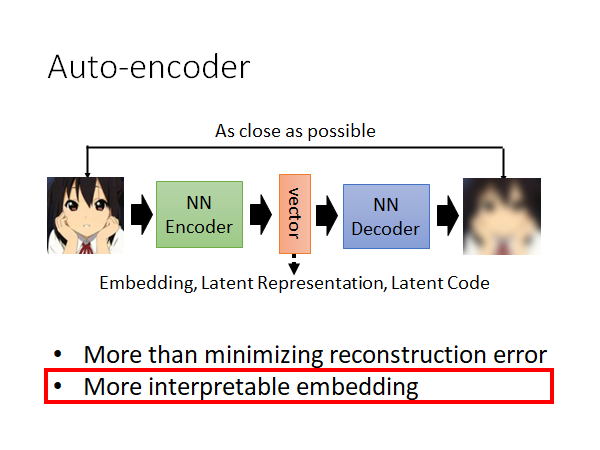 Auto-encoder
As close as possible
NN
Encoder
vector
NN
Decoder
Embedding, Latent Representation, Latent Code
• More than minimizing reconstruction error
• More interpretable embedding